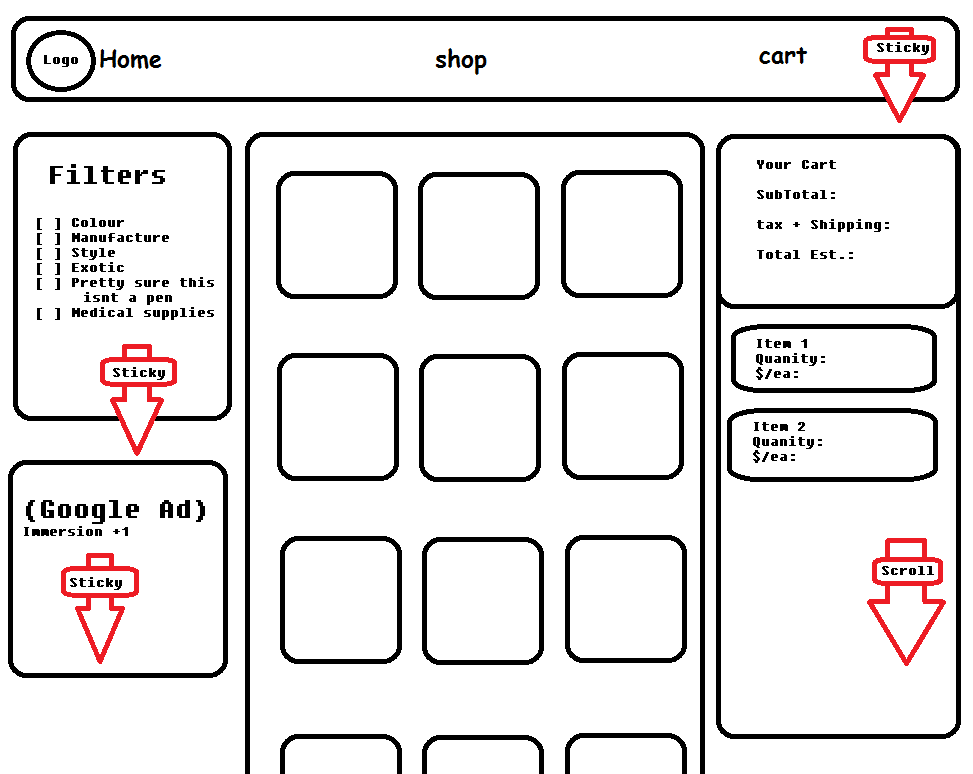 Logo Home shop cart Sticky
Filters
[ ] Colour
[ ] Manufacture
[ ] Style
[ ] Exotic
[ ] Pretty sure this
isnt a pen
[ ] Medical supplies
Sticky
(Google Ad)
Immersion +1
Sticky
Your Cart
SubTotal:
tax + Shipping:
Total Est.:
Item 1
Quanity:
$/ea:
Item 2
Quanity:
$/ea:
Scroll